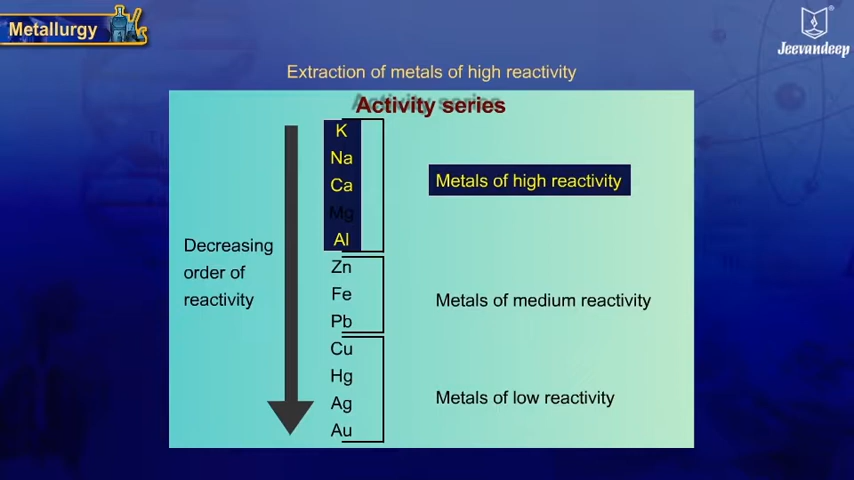 Metallurgy
Jeevandeep
Extraction of metals of high reactivity
Activity series
K
Na
Ca
Mg
Al
Metals of high reactivity
Decreasing
order of
reactivity
Zn
Fe
Pb
Metals of medium reactivity
Cu
Hg
Ag
Au
Metals of low reactivity